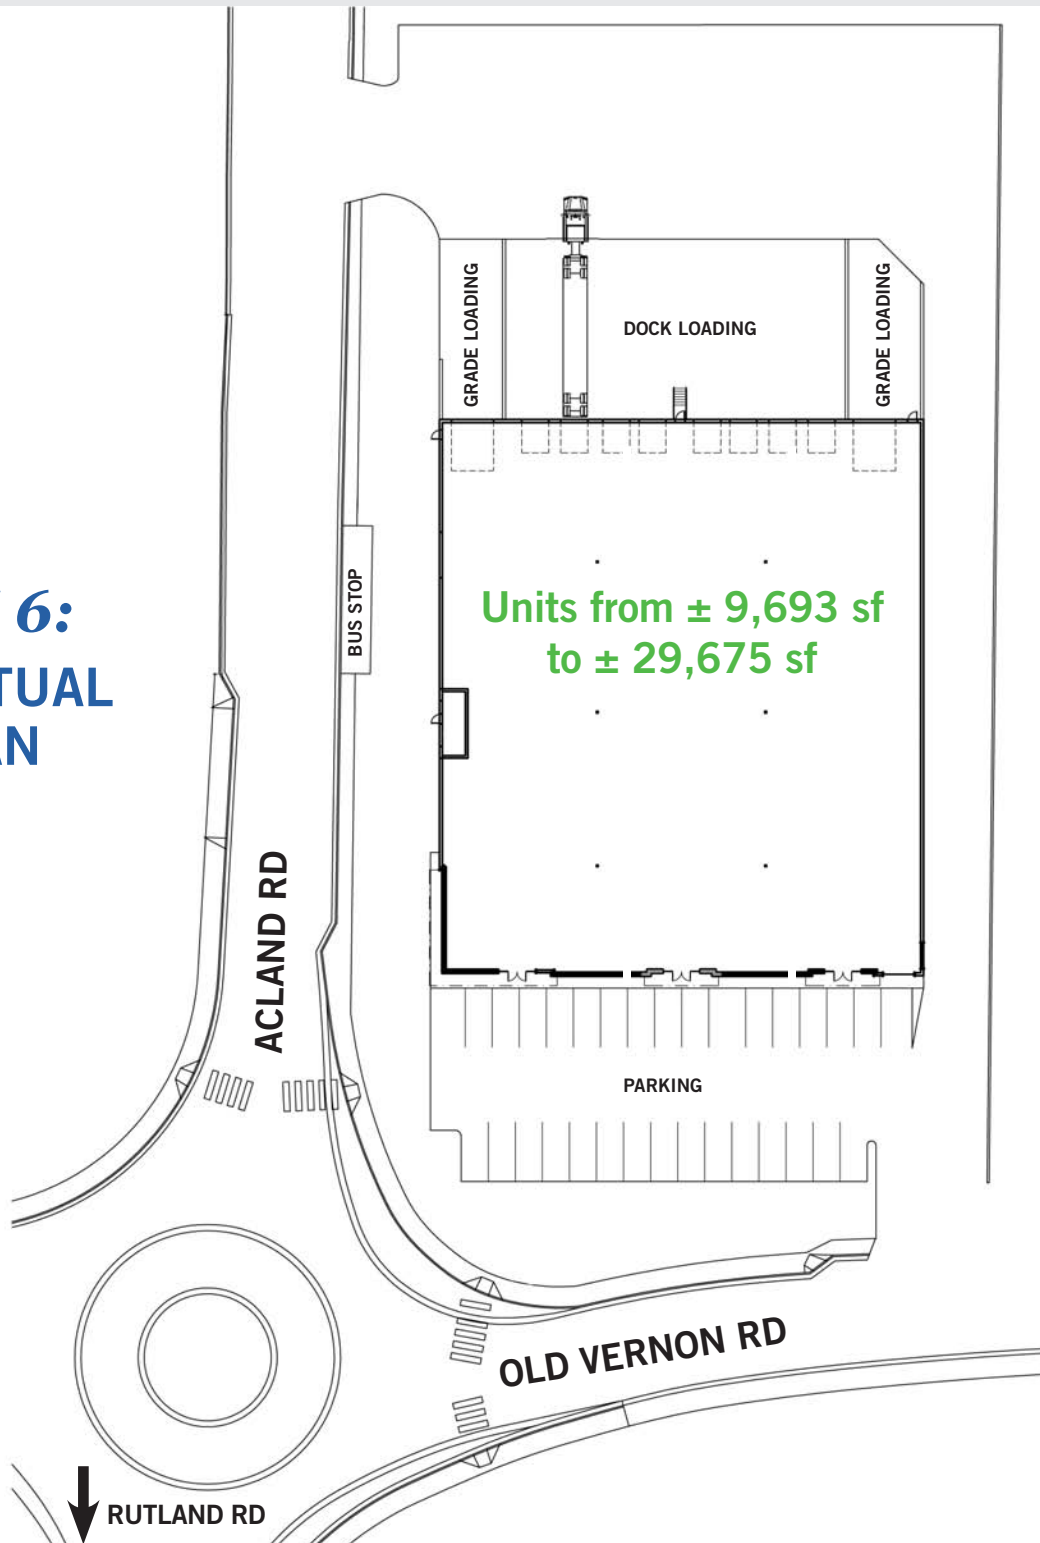 GRADE LOADING
DOCK LOADING
GRADE LOADING
BUS STOP
Units from ± 9,693 sf
to ± 29,675 sf
6:
TUAL
AN
ACLAND RD
PARKING
OLD VERNON RD
RUTLAND RD